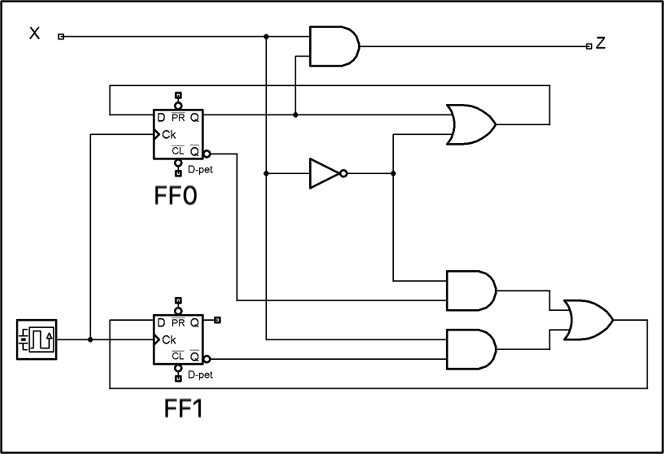 X
Z
D PR Q
Ck
CL Q
D-pet
FF0
D PR Q
Ck
CL Q
D-pet
FF1